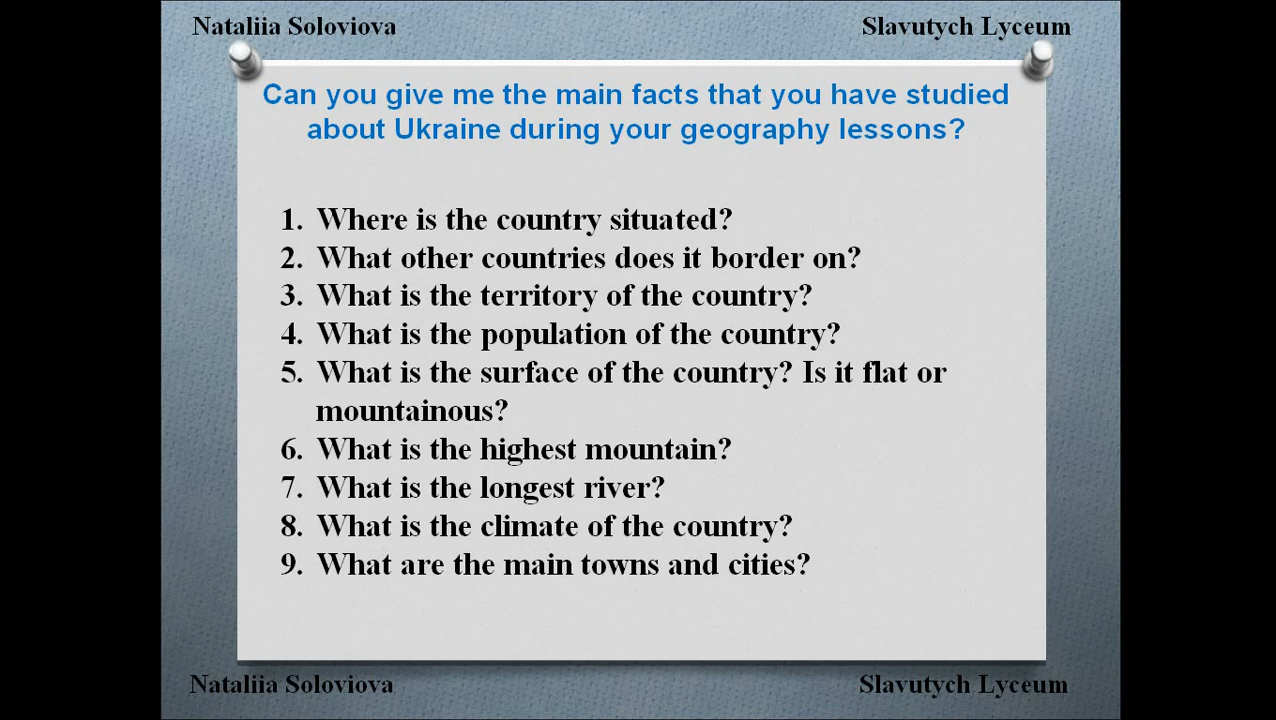 Nataliia Soloviova Slavutych Lyceum
Can you give me the main facts that you have studied
about Ukraine during your geography lessons?
1. Where is the country situated?
2. What other countries does it border on?
3. What is the territory of the country?
4. What is the population of the country?
5. What is the surface of the country? Is it flat or
mountainous?
6. What is the highest mountain?
7. What is the longest river?
8. What is the climate of the country?
9. What are the main towns and cities?
Nataliia Soloviova Slavutych Lyceum